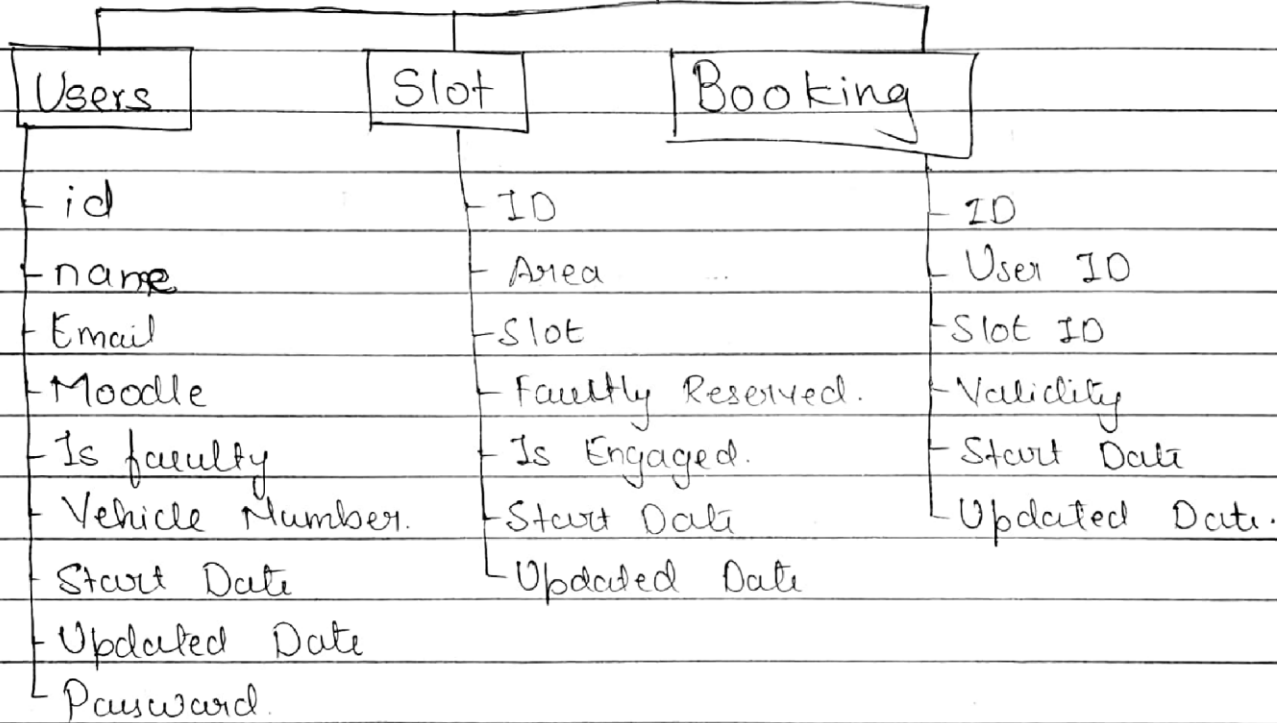 Users
id
name
Email
Moodle
Is faculty
Vehicle Number.
Start Date
Updated Date
Password.
Slot
ID
Area
Slot
Faultly Reserved.
Is Engaged.
Start Date
Updated Date
Booking
ID
User ID
Slot ID
Validity
Start Date
Updated Date.